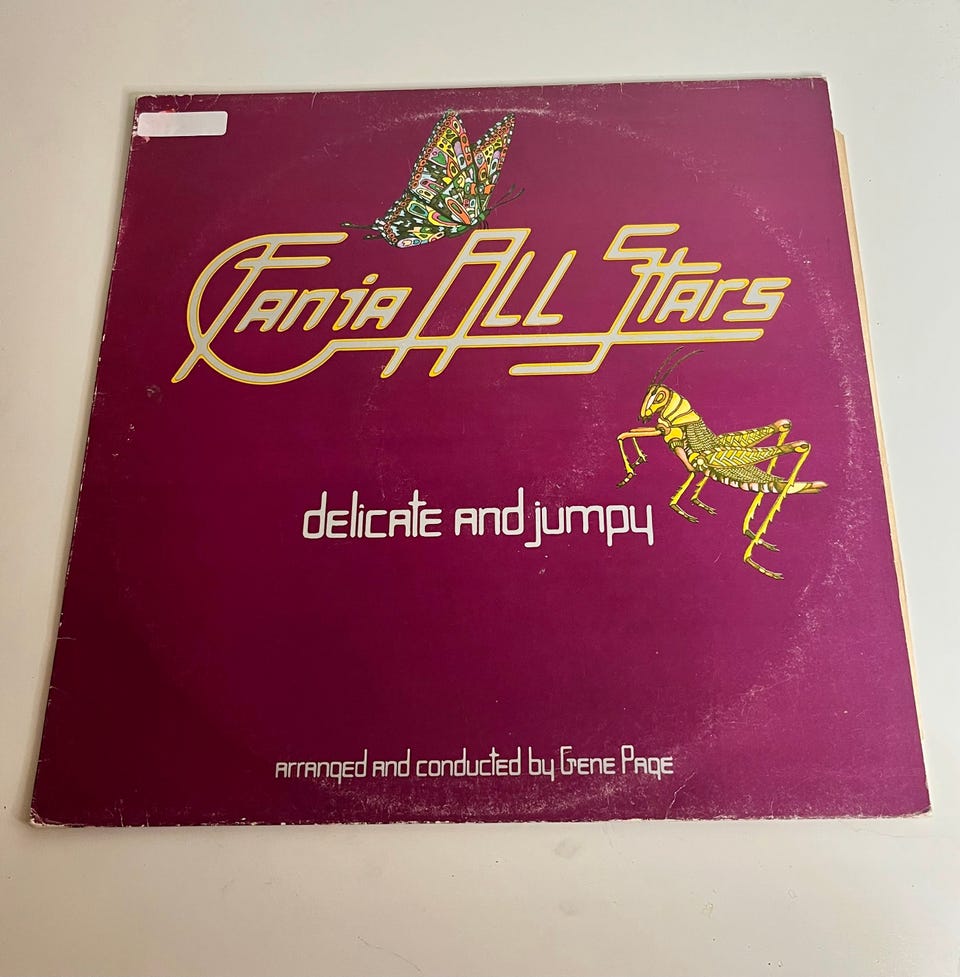 Fania All Stars
delicate and jumpy
arranged and conducted by Gene Page